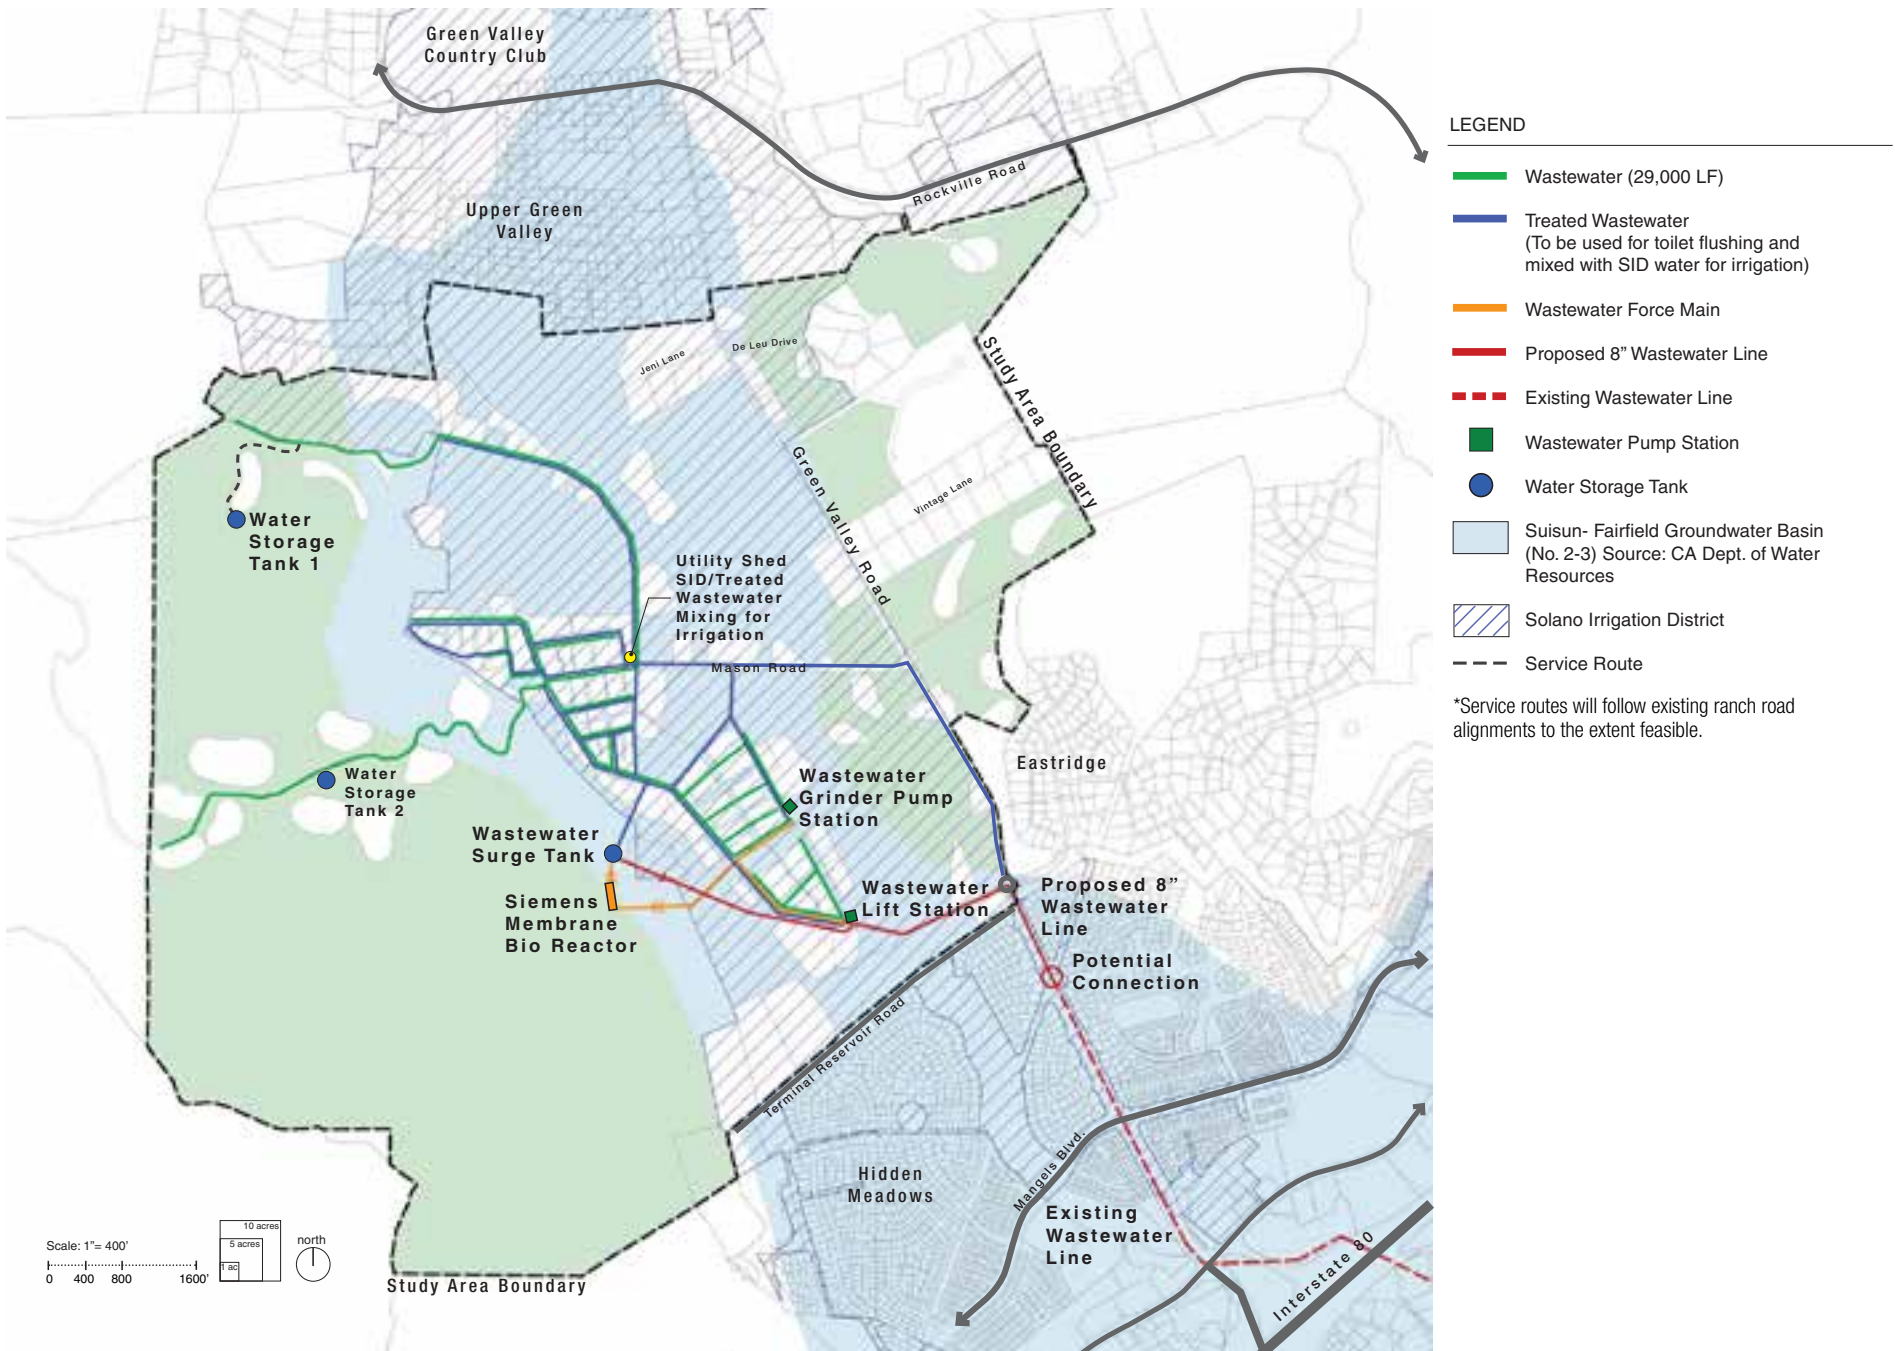 Green Valley
Country Club
Rockville Road
Upper Green
Valley
Jeni Lane
De Leu Drive
Study Area Boundary
Green Valley Road
Vintage Lane
Water
Storage
Tank 1
Utility Shed
SID/Treated
Wastewater
Mixing for
Irrigation
Mason Road
Eastridge
Water
Storage
Tank 2
Wastewater
Grinder Pump
Station
Wastewater
Surge Tank
Siemens
Membrane
Bio Reactor
Wastewater
Lift Station
Proposed 8”
Wastewater
Line
Potential
Connection
Terminal Reservoir Road
Mangels Blvd.
Hidden
Meadows
Existing
Wastewater
Line
Interstate 80
Study Area Boundary
Scale: 1”= 400’
0 400 800 1600’
10 acres
5 acres
1 ac
north
LEGEND
Wastewater (29,000 LF)
Treated Wastewater
(To be used for toilet flushing and
mixed with SID water for irrigation)
Wastewater Force Main
Proposed 8” Wastewater Line
Existing Wastewater Line
Wastewater Pump Station
Water Storage Tank
Suisun- Fairfield Groundwater Basin
(No. 2-3) Source: CA Dept. of Water
Resources
Solano Irrigation District
Service Route
*Service routes will follow existing ranch road
alignments to the extent feasible.